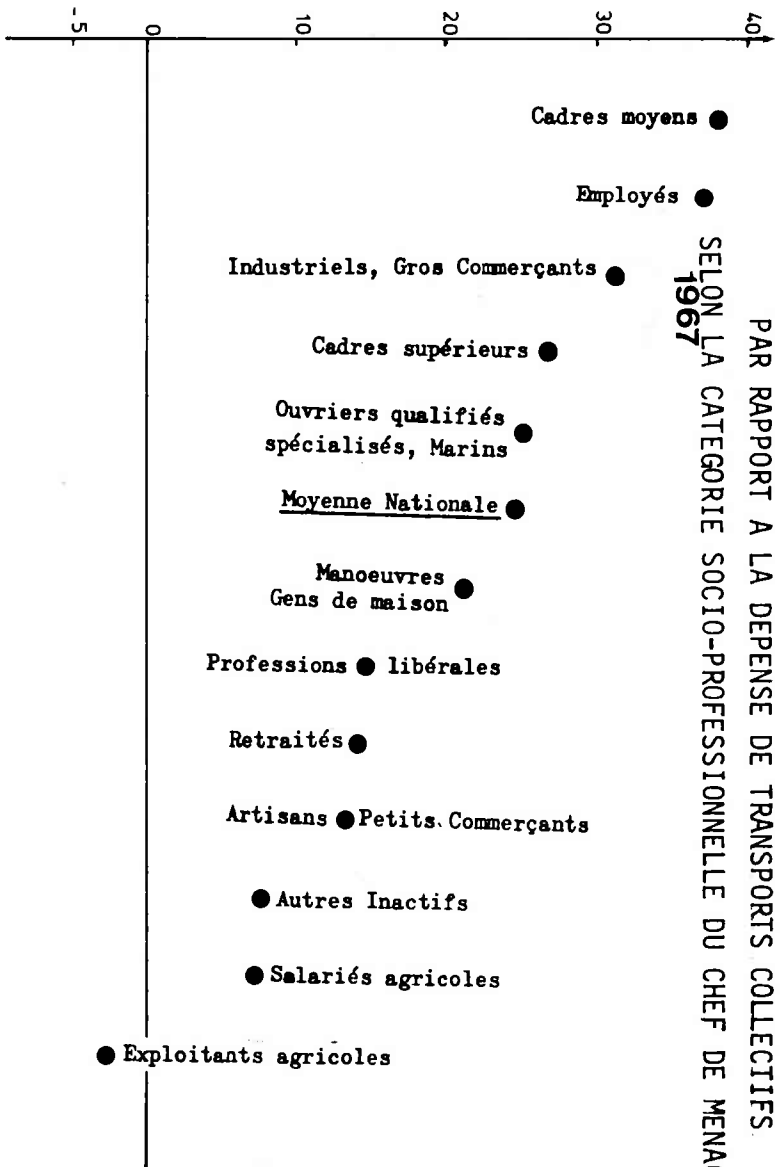 PAR RAPPORT A LA DEPENSE DE TRANSPORTS COLLECTIFS
SELON LA CATEGORIE SOCIO-PROFESSIONNELLE DU CHEF DE
1967
-5
0
10
20
30
40
Cadres moyens
Employés
Industriels, Gros Commerçants
Cadres supérieurs
Ouvriers qualifiés
spécialisés, Marins
Moyenne Nationale
Manoeuvres
Gens de maison
Professions libérales
Retraités
Artisans Petits Commerçants
Autres Inactifs
Salariés agricoles
Exploitants agricoles